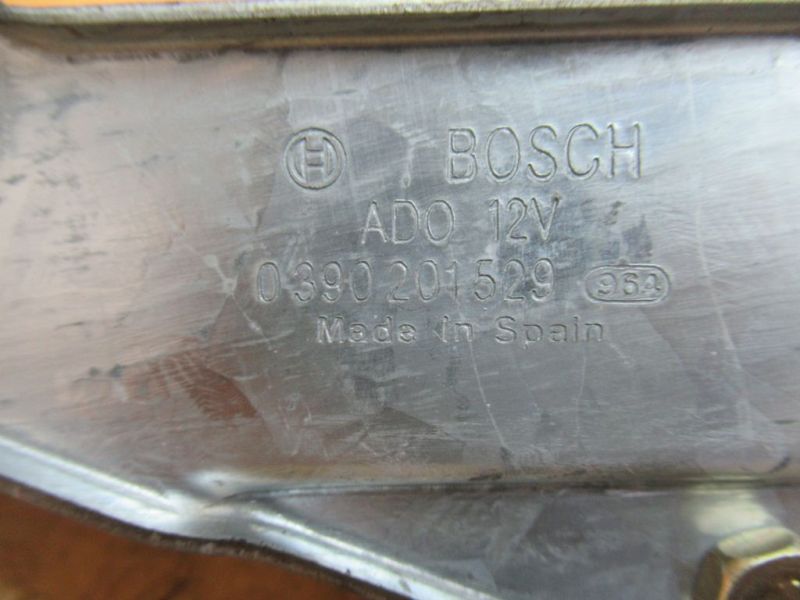 BOSCH
ADO 12V
0 390 201 529 964
Made in Spain